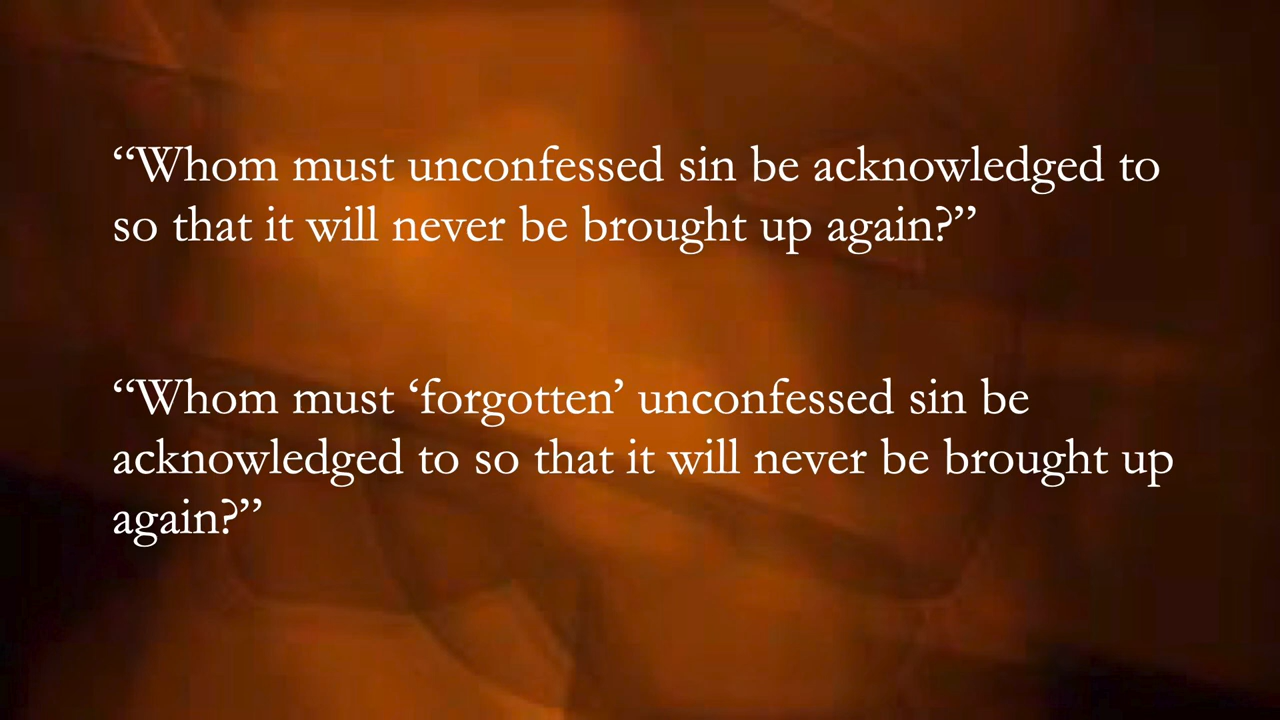 “Whom must unconfessed sin be acknowledged to
so that it will never be brought up again?”
“Whom must ‘forgotten’ unconfessed sin be
acknowledged to so that it will never be brought up
again?”